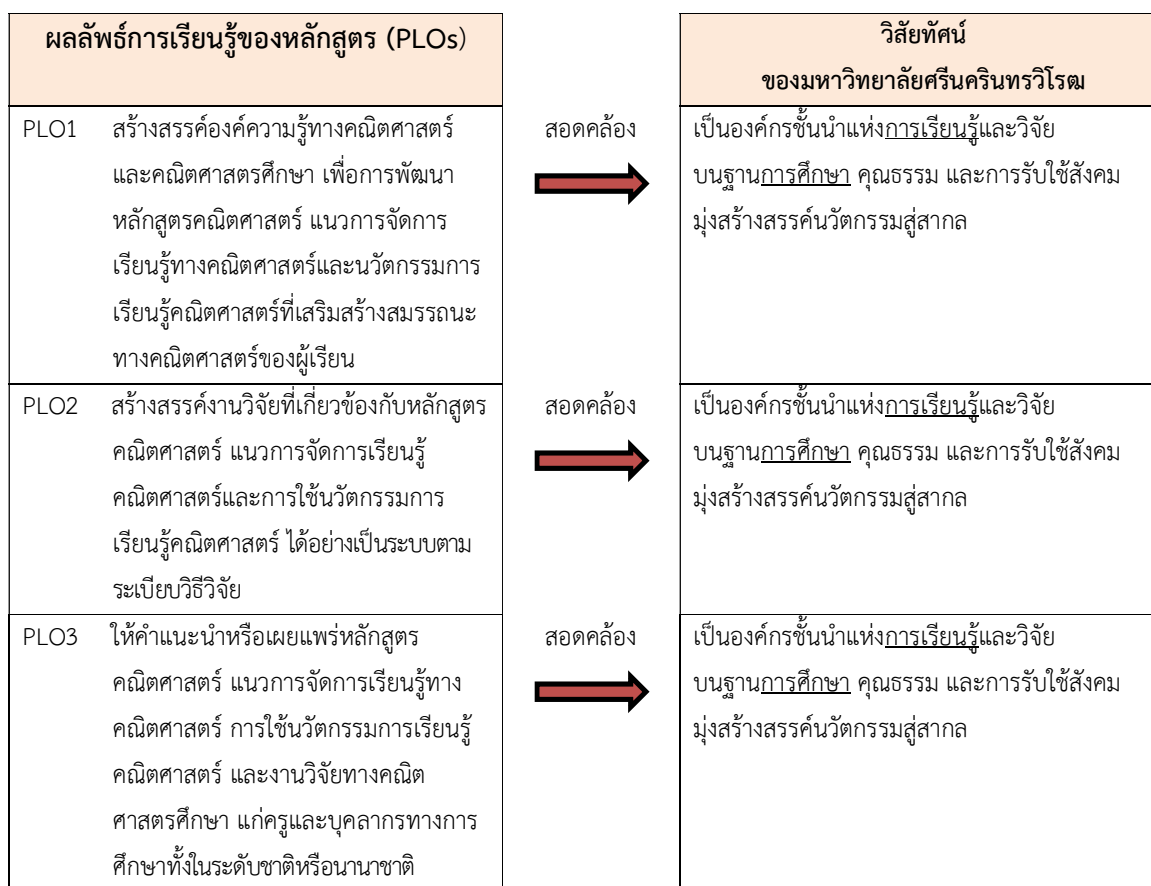 ผลลัพธ์การเรียนรู้ของหลักสูตร (PLOs)
วิสัยทัศน์
ของมหาวิทยาลัยศรีนครินทรวิโรฒ
PLO1 สร้างสรรค์องค์ความรู้ทางคณิตศาสตร์
และคณิตศาสตรศึกษา เพื่อการพัฒนา
หลักสูตรคณิตศาสตร์ แนวการจัดการ
เรียนรู้ทางคณิตศาสตร์และนวัตกรรมการ
เรียนรู้คณิตศาสตร์ที่เสริมสร้างสมรรถนะ
ทางคณิตศาสตร์ของผู้เรียน
สอดคล้อง
เป็นองค์กรชั้นนำแห่งการเรียนรู้และวิจัย
บนฐานการศึกษา คุณธรรม และการรับใช้สังคม
มุ่งสร้างสรรค์นวัตกรรมสู่สากล
PLO2 สร้างสรรค์งานวิจัยที่เกี่ยวข้องกับหลักสูตร
คณิตศาสตร์ แนวการจัดการเรียนรู้
คณิตศาสตร์และการใช้นวัตกรรมการ
เรียนรู้คณิตศาสตร์ ได้อย่างเป็นระบบตาม
ระเบียบวิธีวิจัย
สอดคล้อง
เป็นองค์กรชั้นนำแห่งการเรียนรู้และวิจัย
บนฐานการศึกษา คุณธรรม และการรับใช้สังคม
มุ่งสร้างสรรค์นวัตกรรมสู่สากล
PLO3 ให้คำแนะนำหรือเผยแพร่หลักสูตร
คณิตศาสตร์ แนวการจัดการเรียนรู้ทาง
คณิตศาสตร์ การใช้นวัตกรรมการเรียนรู้
คณิตศาสตร์ และงานวิจัยทางคณิต
ศาสตรศึกษา แก่ครูและบุคลากรทางการ
ศึกษาทั้งในระดับชาติหรือนานาชาติ
สอดคล้อง
เป็นองค์กรชั้นนำแห่งการเรียนรู้และวิจัย
บนฐานการศึกษา คุณธรรม และการรับใช้สังคม
มุ่งสร้างสรรค์นวัตกรรมสู่สากล